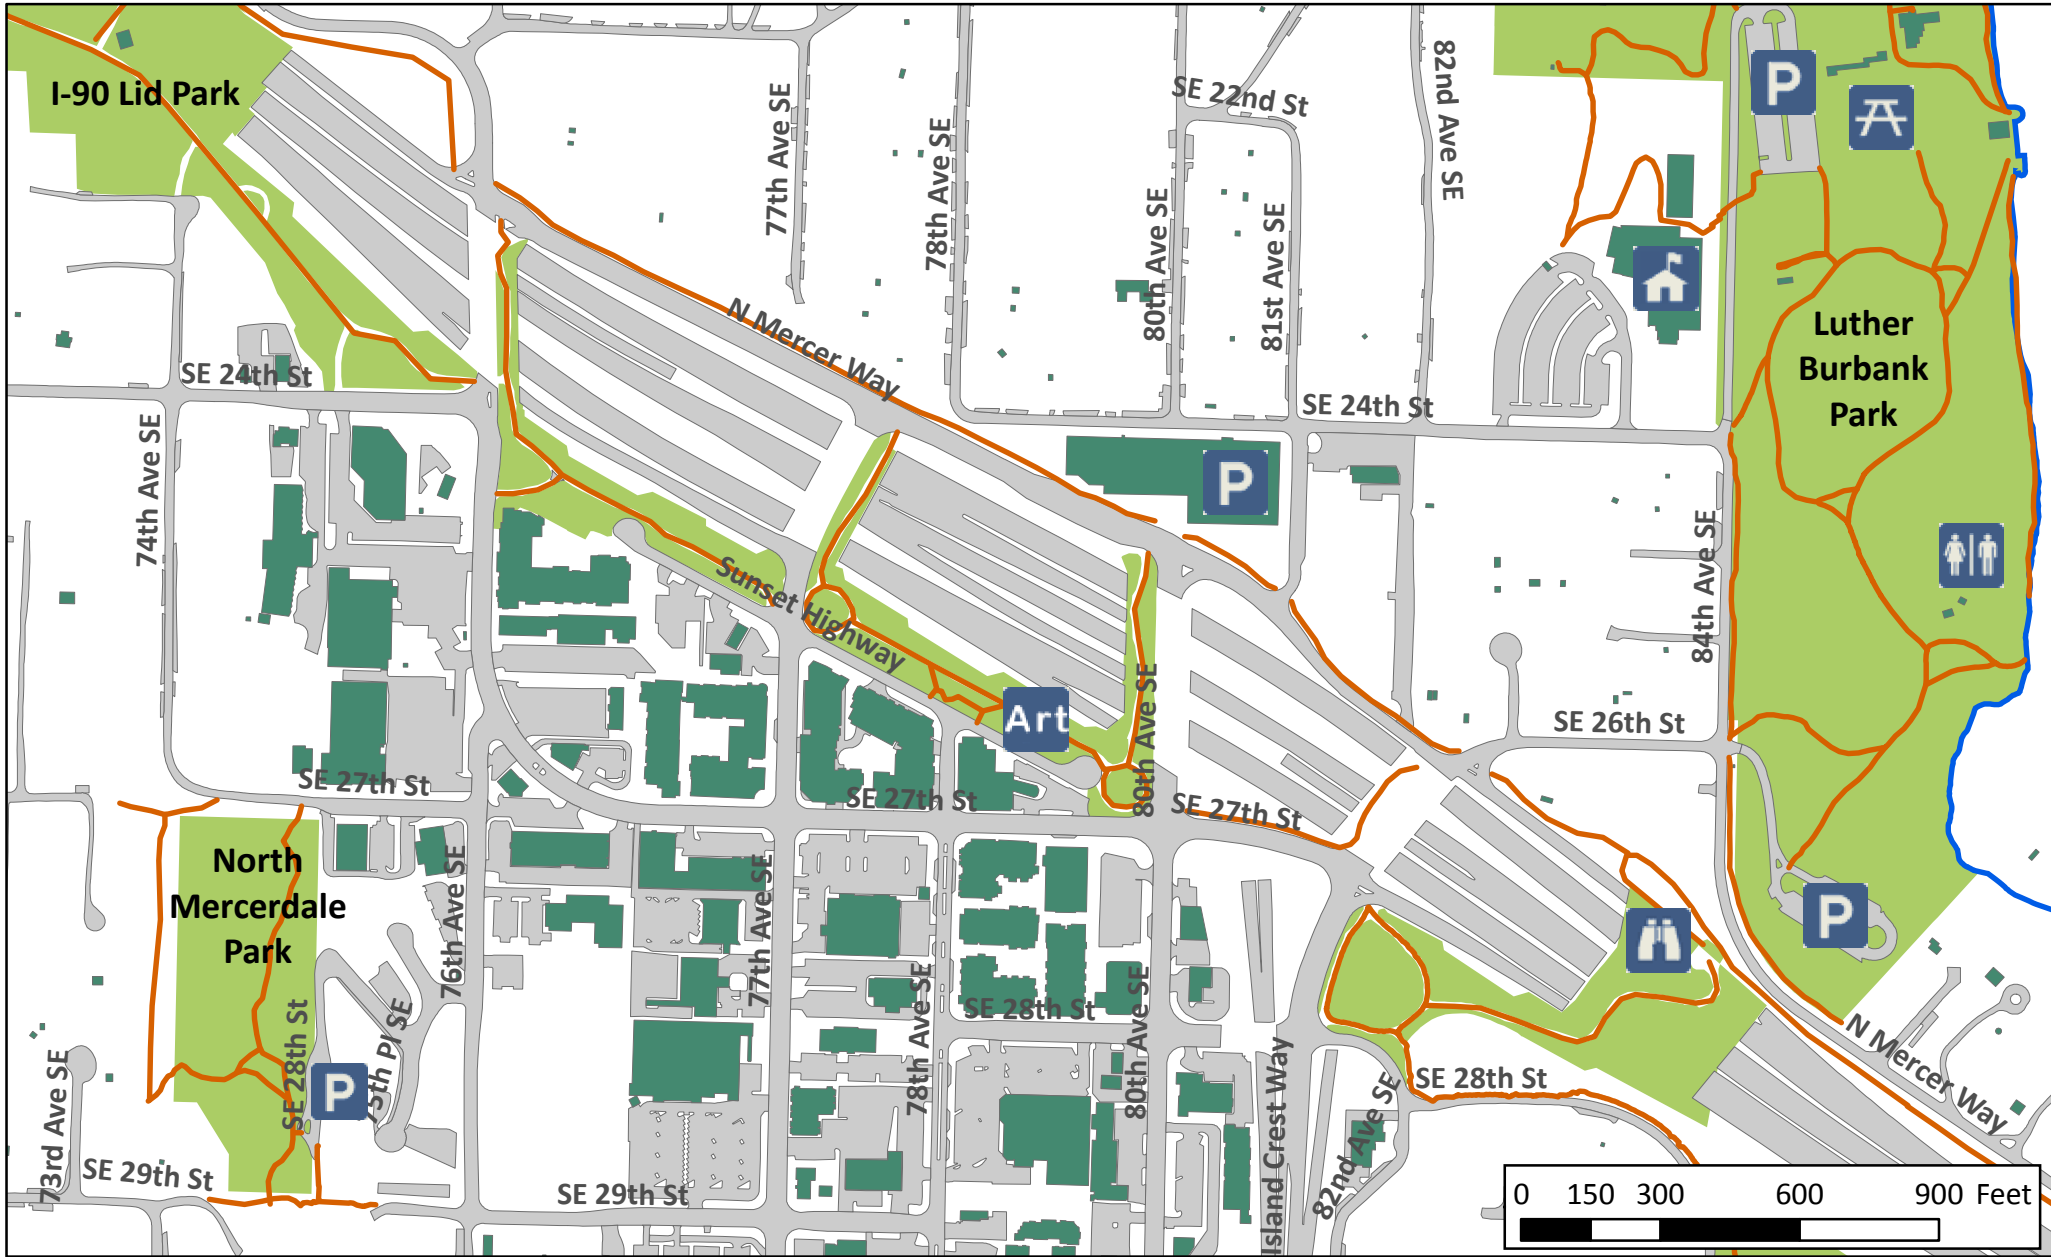 I-90 Lid Park
77th Ave SE
78th Ave SE
SE 22nd St
82nd Ave SE
P
80th Ave SE
81st Ave SE
N Mercer Way
Luther
Burbank
Park
SE 24th St
SE 24th St
74th Ave SE
P
Sunset Highway
84th Ave SE
Art
80th Ave SE
SE 26th St
SE 27th St
SE 27th St
SE 27th St
North
Mercerdale
Park
76th Ave SE
77th Ave SE
78th Ave SE
80th Ave SE
SE 28th St
P
SE 28th St
75th Pl SE
P
73rd Ave SE
SE 29th St
SE 29th St
Island Crest Way
82nd Ave SE
SE 28th St
N Mercer Way
0 150 300 600 900 Feet